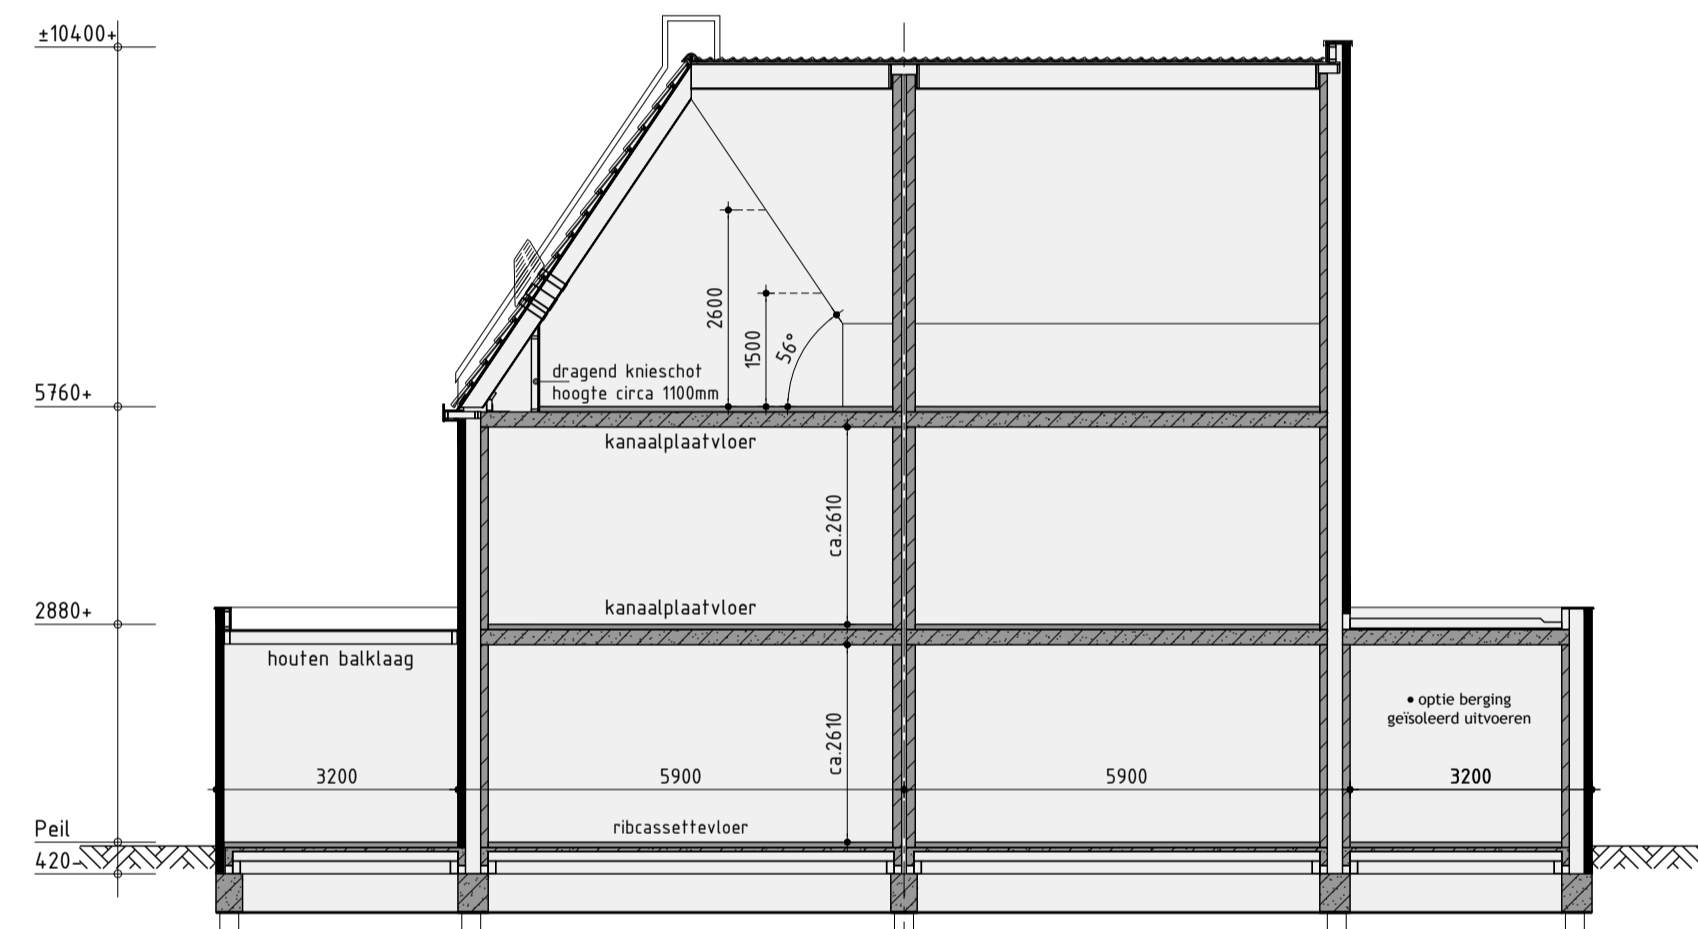 ±10400+
5760+
2880+
Peil
420-
2600
1500
56°
dragend knieschot
hoogte circa 1100mm
kanaalplaatvloer
ca.2610
kanaalplaatvloer
houten balklaag
ca.2610
• optie berging
geïsoleerd uitvoeren
3200
5900
5900
3200
ribcassettevloer